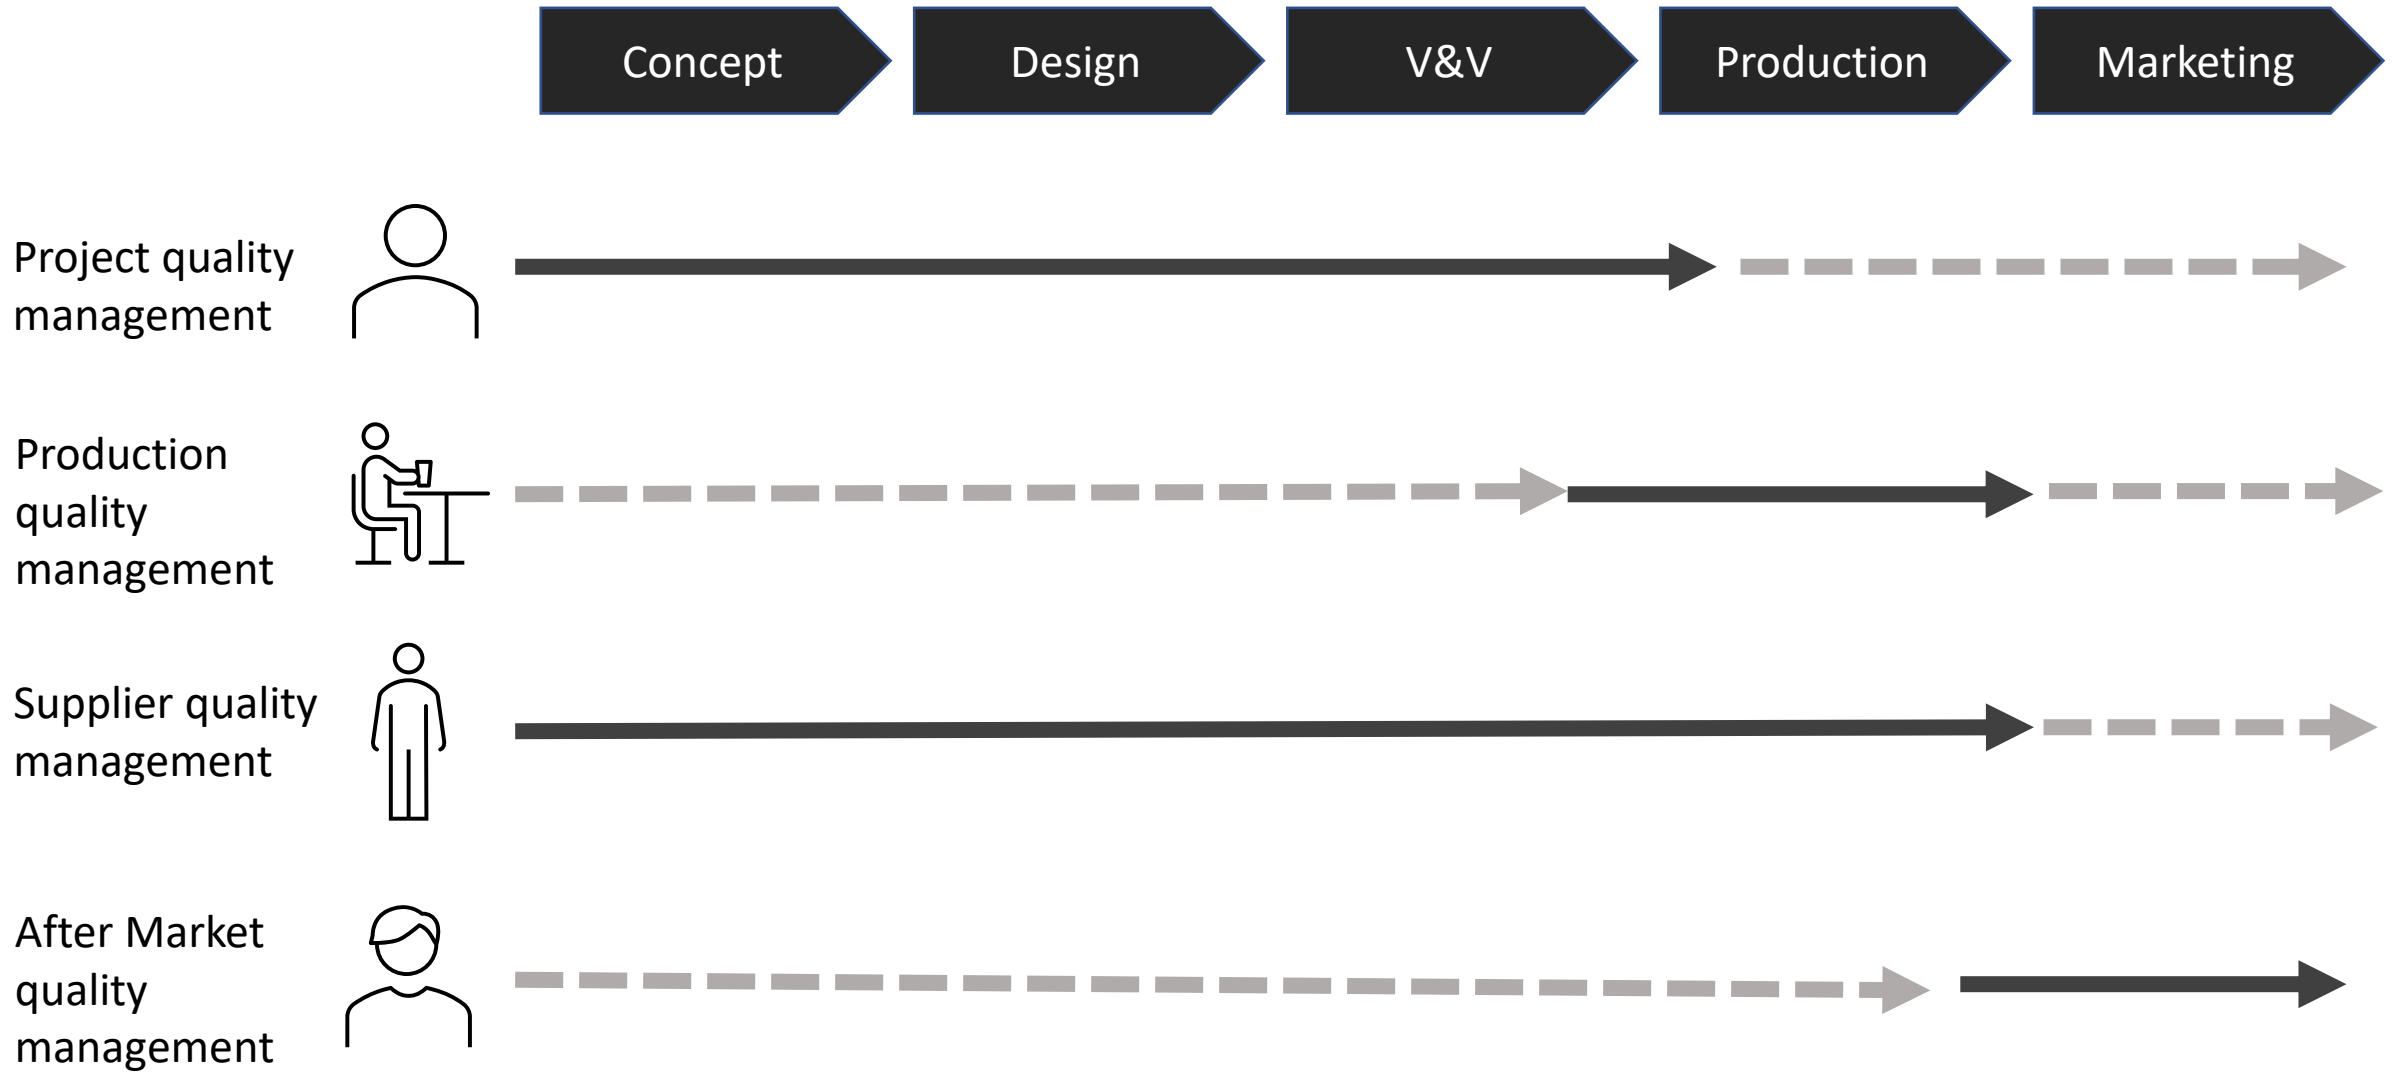 Concept
Design
V&V
Production
Marketing
Project quality
management
Production
quality
management
Supplier quality
management
After Market
quality
management